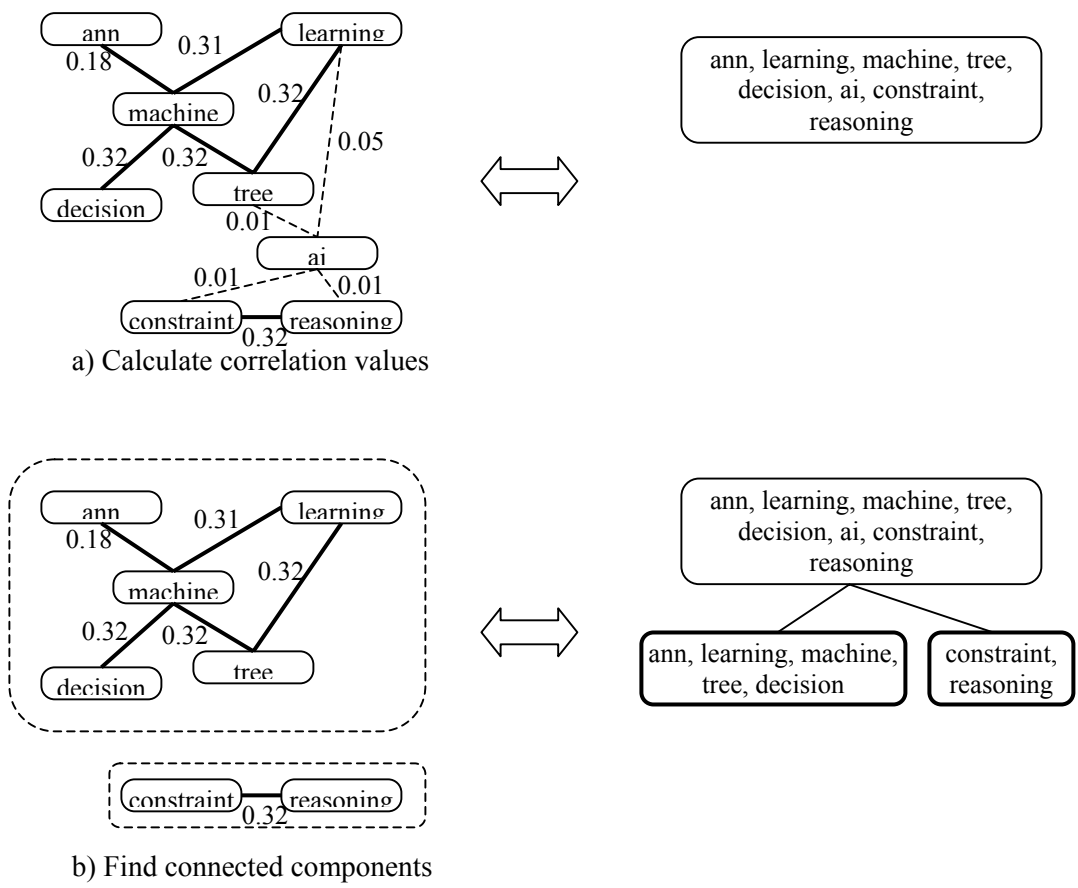 ann
learning
0.18
0.31
machine
0.32
0.05
0.32
0.32
decision
tree
0.01
ai
0.01
0.01
constraint
reasoning
0.32
a) Calculate correlation values
ann, learning, machine, tree,
decision, ai, constraint,
reasoning
ann
learning
0.18
0.31
machine
0.32
0.32
0.32
decision
tree
constraint
reasoning
0.32
b) Find connected components
ann, learning, machine, tree,
decision, ai, constraint,
reasoning
ann, learning, machine,
tree, decision
constraint,
reasoning